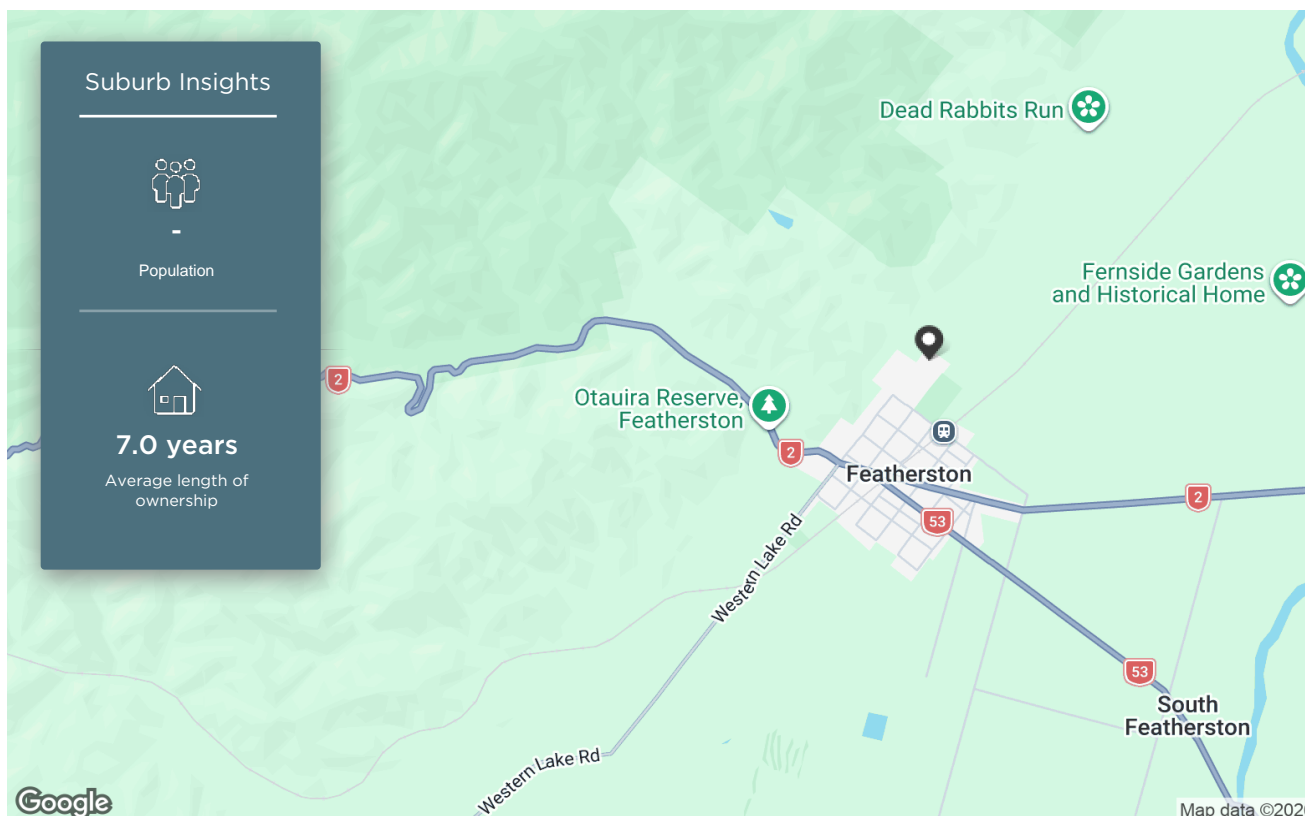 Suburb Insights
-
Population
7.0 years
Average length of
ownership
Dead Rabbits Run
Fernside Gardens
and Historical Home
2
Otauira Reserve,
Featherston
2
Featherston
2
53
Western Lake Rd
53
South
Featherston
Western Lake Rd
Google
Map data ©202